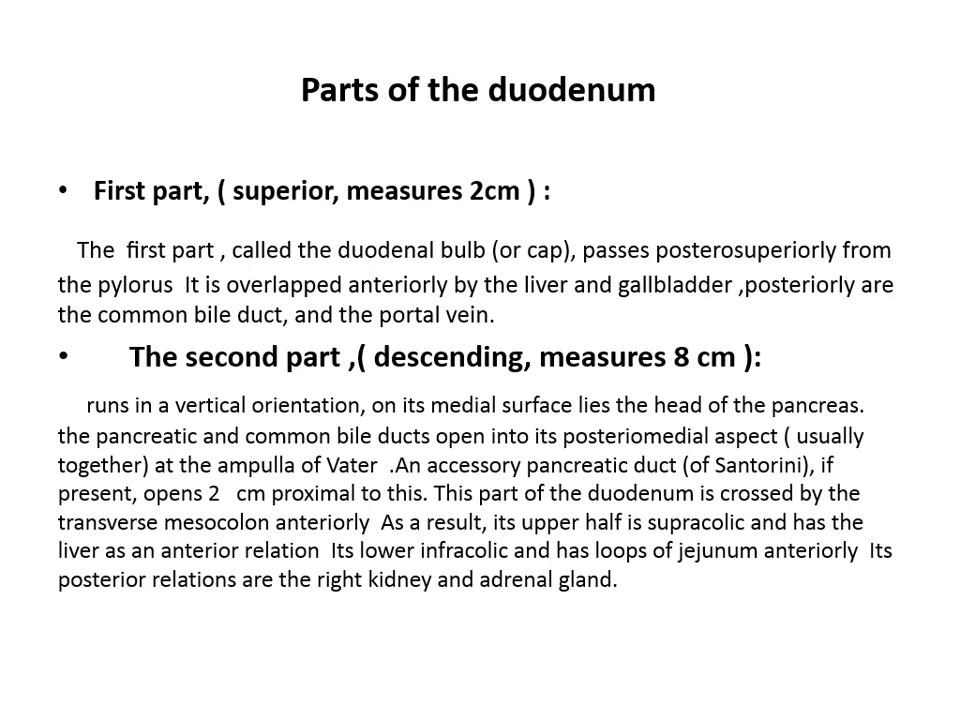 Parts of the duodenum
• First part, ( superior, measures 2cm ) :
The first part , called the duodenal bulb (or cap), passes posterosuperiorly from
the pylorus It is overlapped anteriorly by the liver and gallbladder ,posteriorly are
the common bile duct, and the portal vein.
• The second part ,( descending, measures 8 cm ):
runs in a vertical orientation, on its medial surface lies the head of the pancreas.
the pancreatic and common bile ducts open into its posteriomedial aspect ( usually
together) at the ampulla of Vater .An accessory pancreatic duct (of Santorini), if
present, opens 2 cm proximal to this. This part of the duodenum is crossed by the
transverse mesocolon anteriorly As a result, its upper half is supracolic and has the
liver as an anterior relation Its lower infracolic and has loops of jejunum anteriorly Its
posterior relations are the right kidney and adrenal gland.